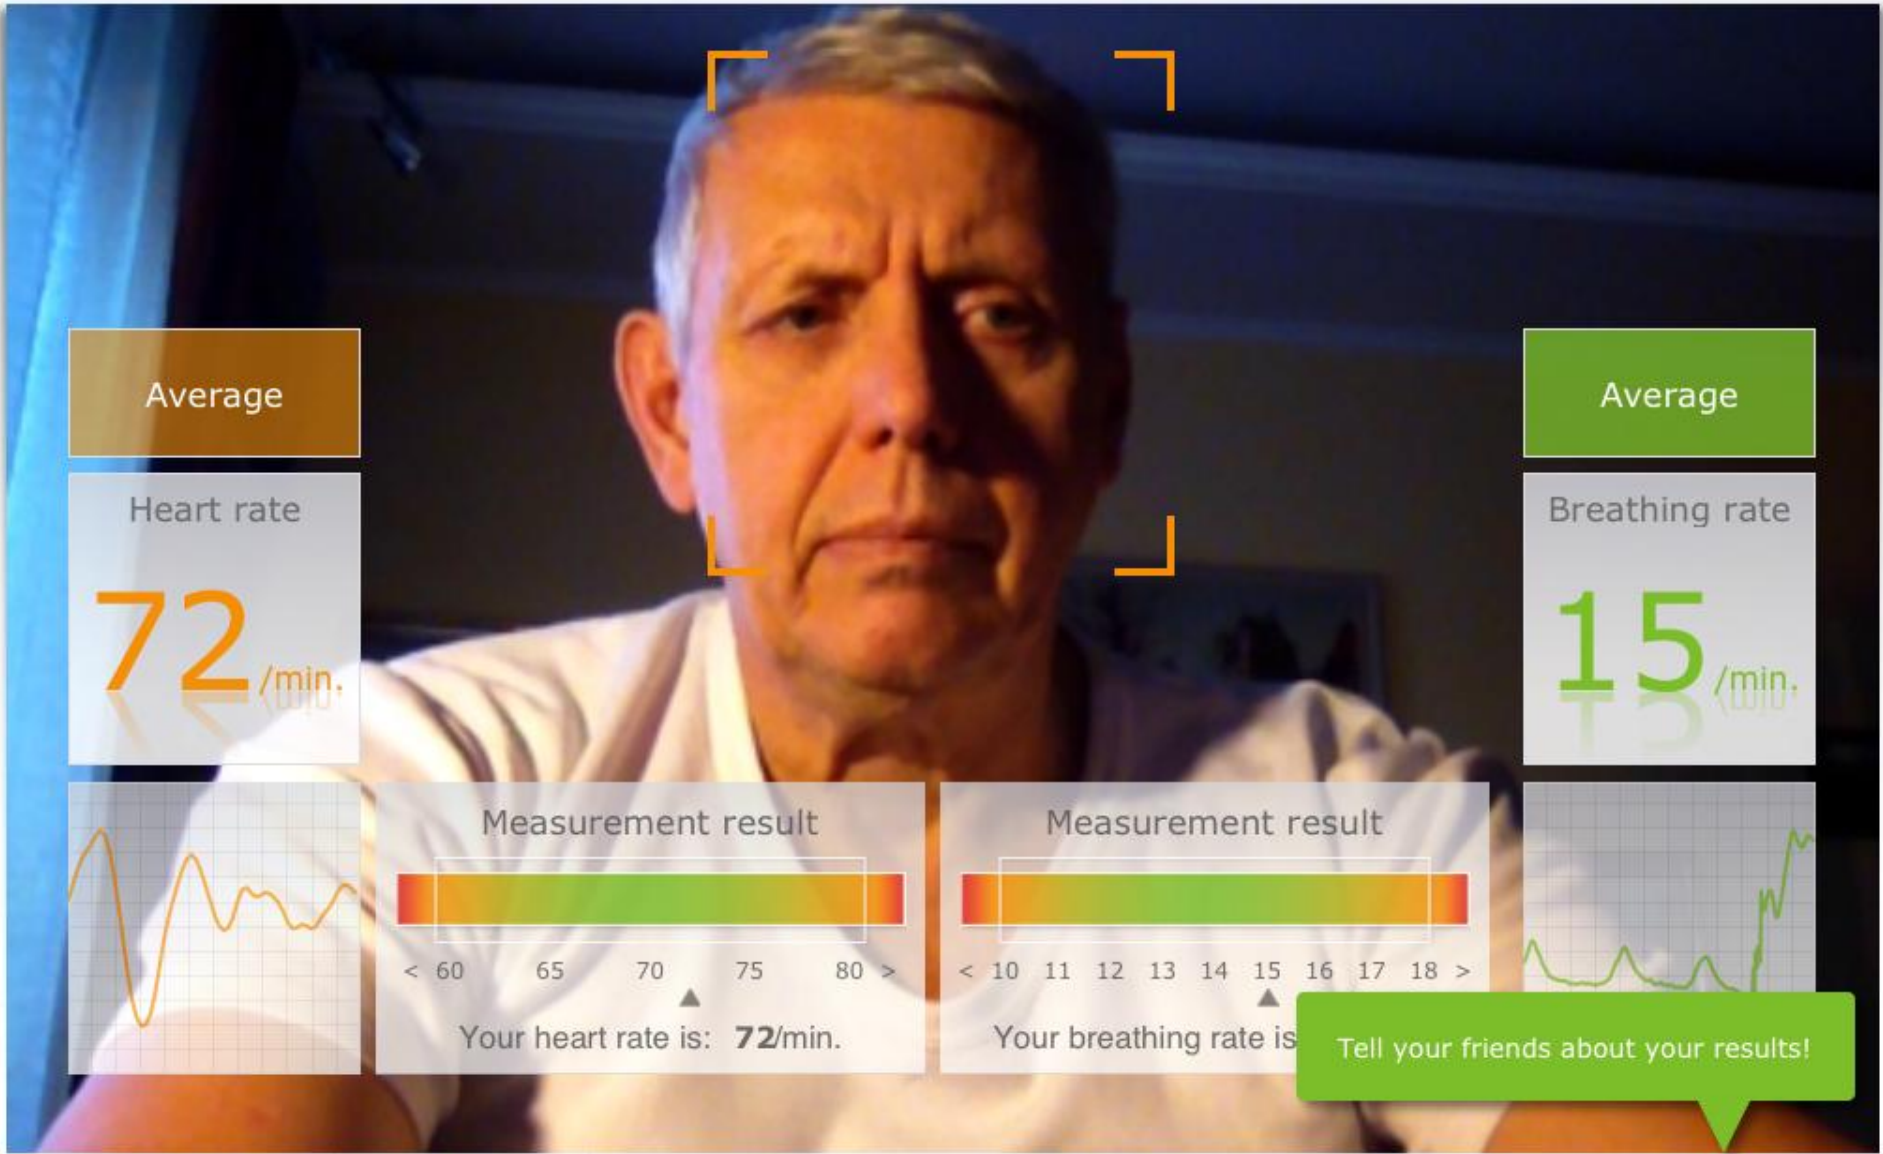 Average
Heart rate
72/min.
Average
Breathing rate
15/min.
Measurement result
< 60 65 70 75 80 >
Your heart rate is: 72/min.
Measurement result
< 10 11 12 13 14 15 16 17 18 >
Your breathing rate is
Tell your friends about your results!